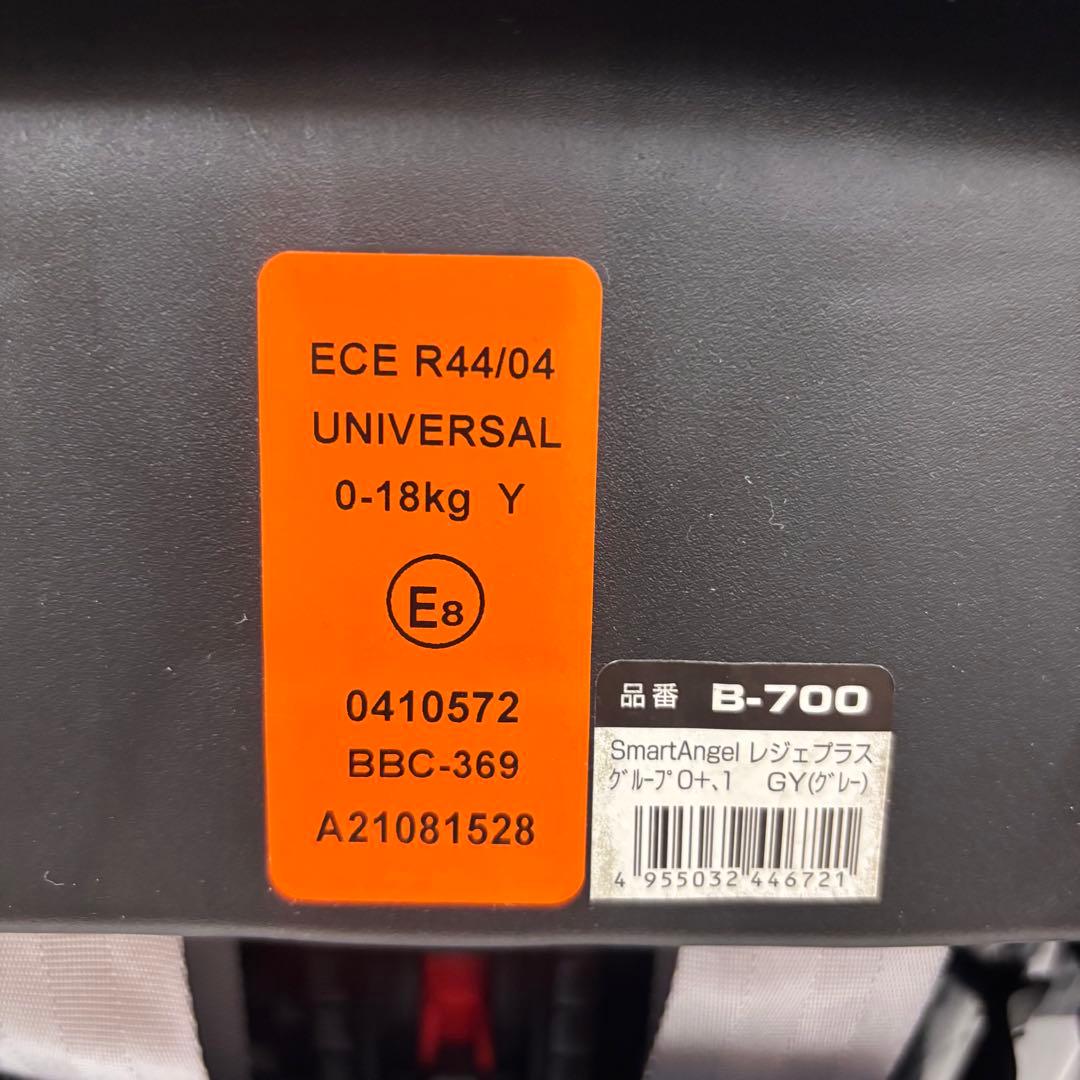 ECE R44/04
UNIVERSAL
0-18kg Y
E8
0410572
BBC-369
A21081528
品番 B-700
SmartAngel レジェプラス
ｸﾞﾙｰﾌﾟ0+､1 GY(ｸﾞﾚｰ)
4 955032 446721